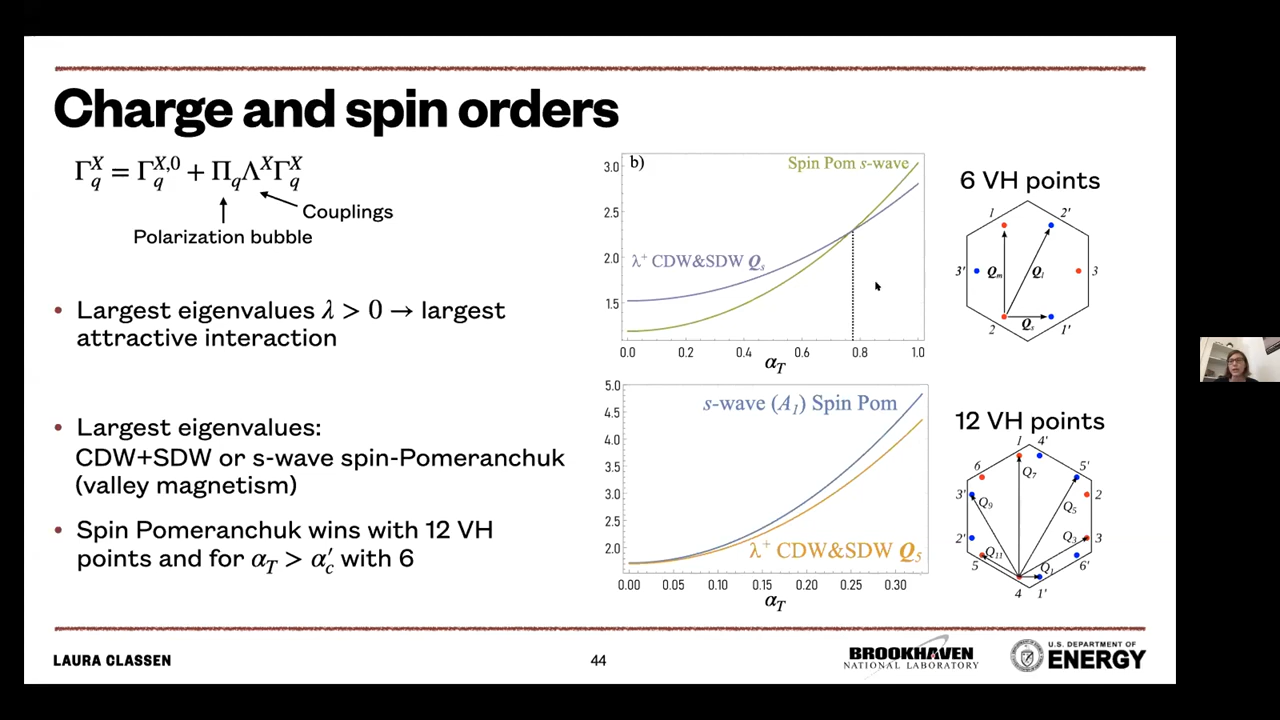 Charge and spin orders
Γ_q^X = Γ_q^{X,0} + Π_q Λ^X Γ_q^X
Couplings
Polarization bubble
• Largest eigenvalues λ > 0 → largest
attractive interaction
• Largest eigenvalues:
CDW+SDW or s-wave spin-Pomeranchuk
(valley magnetism)
• Spin Pomeranchuk wins with 12 VH
points and for α_T > α'_c with 6
b)
Spin Pom s-wave
λ⁺ CDW&SDW Q_s
3.0
2.5
2.0
1.5
0.0 0.2 0.4 0.6 0.8 1.0
α_T
6 VH points
1 2'
3' Q_m Q_l 3
2 Q_s 1'
s-wave (A_1) Spin Pom
λ⁺ CDW&SDW Q_5
5.0
4.5
4.0
3.5
3.0
2.5
2.0
0.00 0.05 0.10 0.15 0.20 0.25 0.30
α_T
12 VH points
1 4'
6 Q_7 5'
3' Q_9 Q_5 2
2' Q_3 3
Q_11 Q_1
5 6'
4 1'
LAURA CLASSEN
44
BROOKHAVEN
NATIONAL LABORATORY
U.S. DEPARTMENT OF
ENERGY